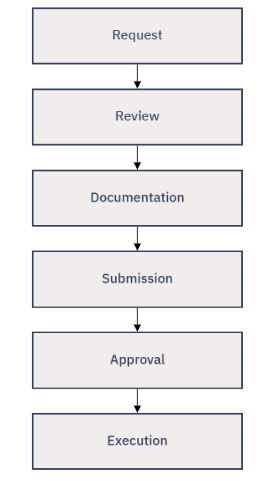 Request
Review
Documentation
Submission
Approval
Execution